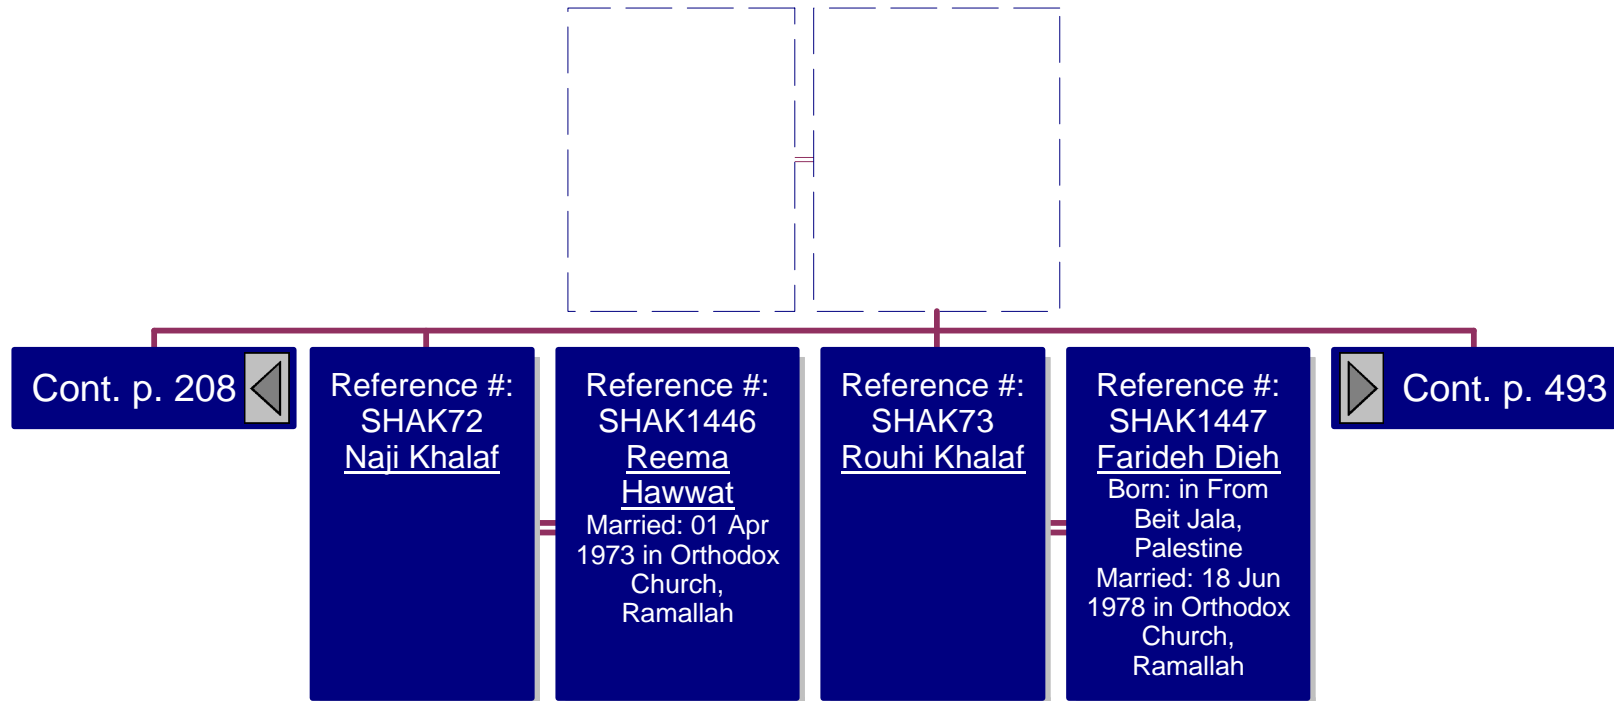 Cont. p. 208
Reference #:
SHAK72
Naji Khalaf
Reference #:
SHAK1446
Reema
Hawwat
Married: 01 Apr
1973 in Orthodox
Church,
Ramallah
Reference #:
SHAK73
Rouhi Khalaf
Reference #:
SHAK1447
Farideh Dieh
Born: in From
Beit Jala,
Palestine
Married: 18 Jun
1978 in Orthodox
Church,
Ramallah
Cont. p. 493